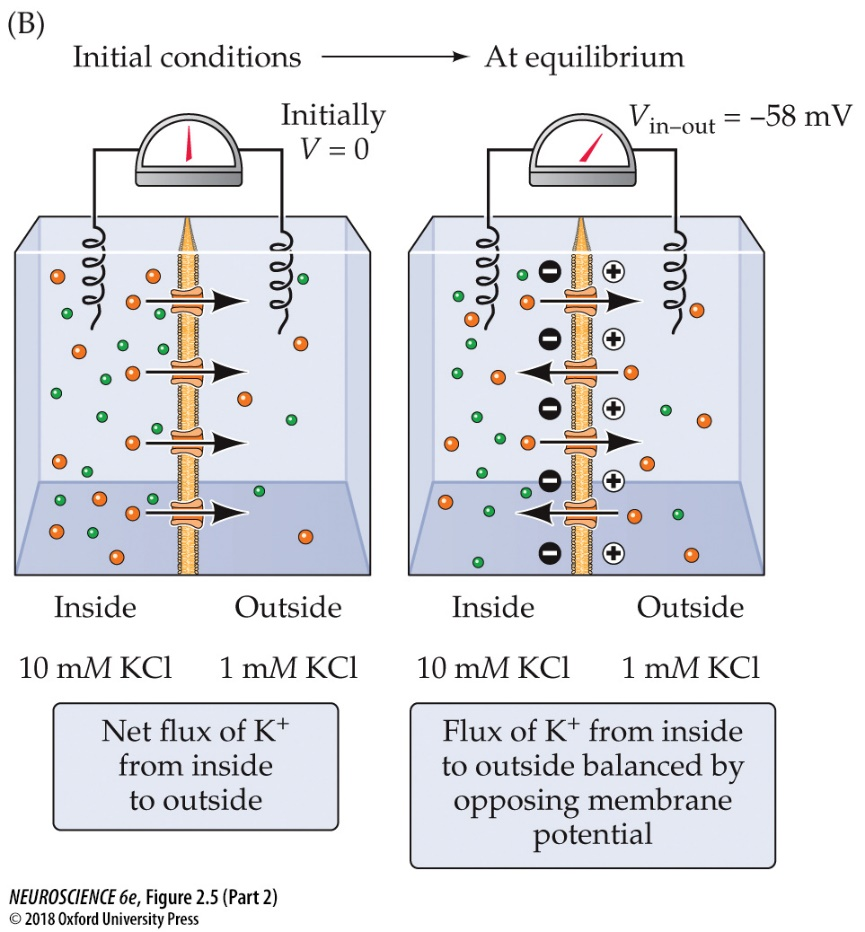 (B)
Initial conditions
At equilibrium
Initially
V = 0
V in–out = –58 mV
− + − + − + − + − +
Inside
Outside
Inside
Outside
10 mM KCl
1 mM KCl
10 mM KCl
1 mM KCl
Net flux of K+
from inside
to outside
Flux of K+ from inside
to outside balanced by
opposing membrane
potential
NEUROSCIENCE 6e, Figure 2.5 (Part 2)
© 2018 Oxford University Press